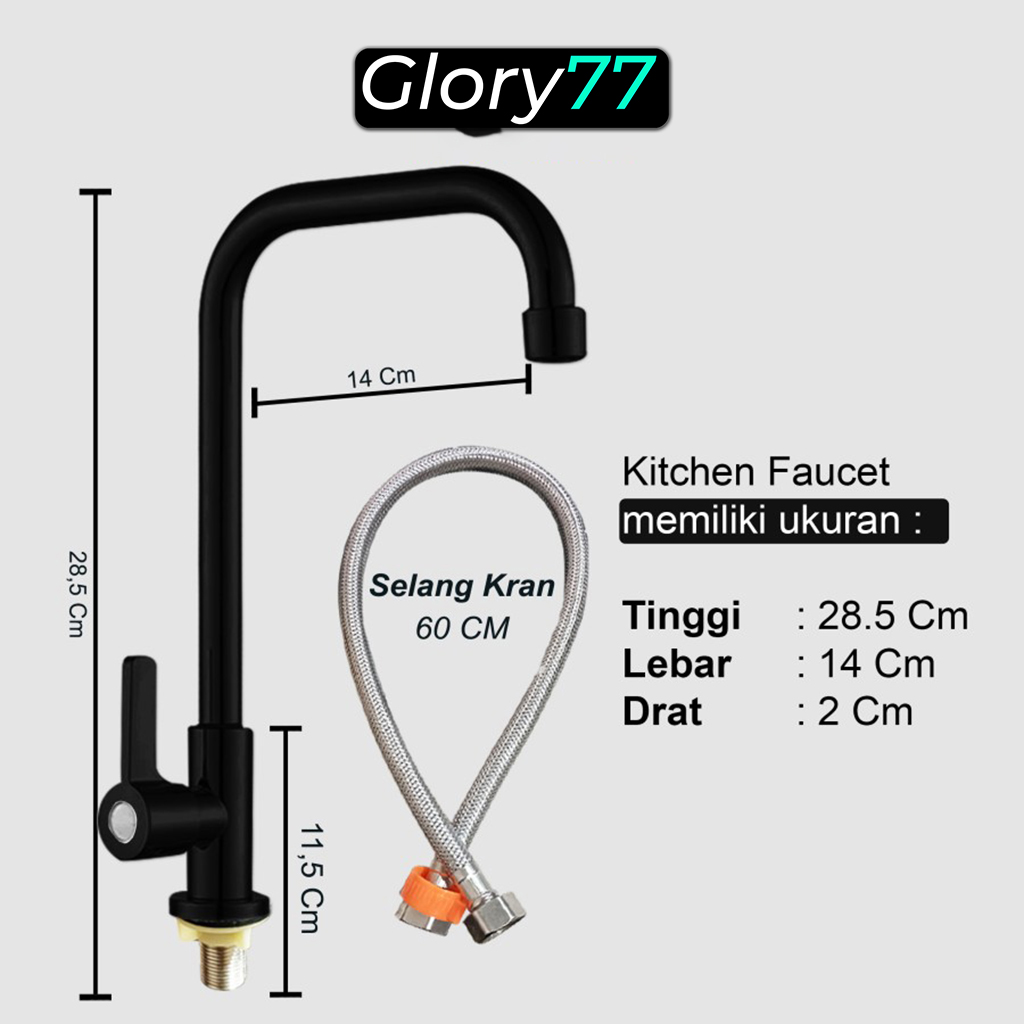 Glory77
14 Cm
28,5 Cm
11,5 Cm
Selang Kran
60 CM
Kitchen Faucet
memiliki ukuran :
Tinggi : 28.5 Cm
Lebar : 14 Cm
Drat : 2 Cm